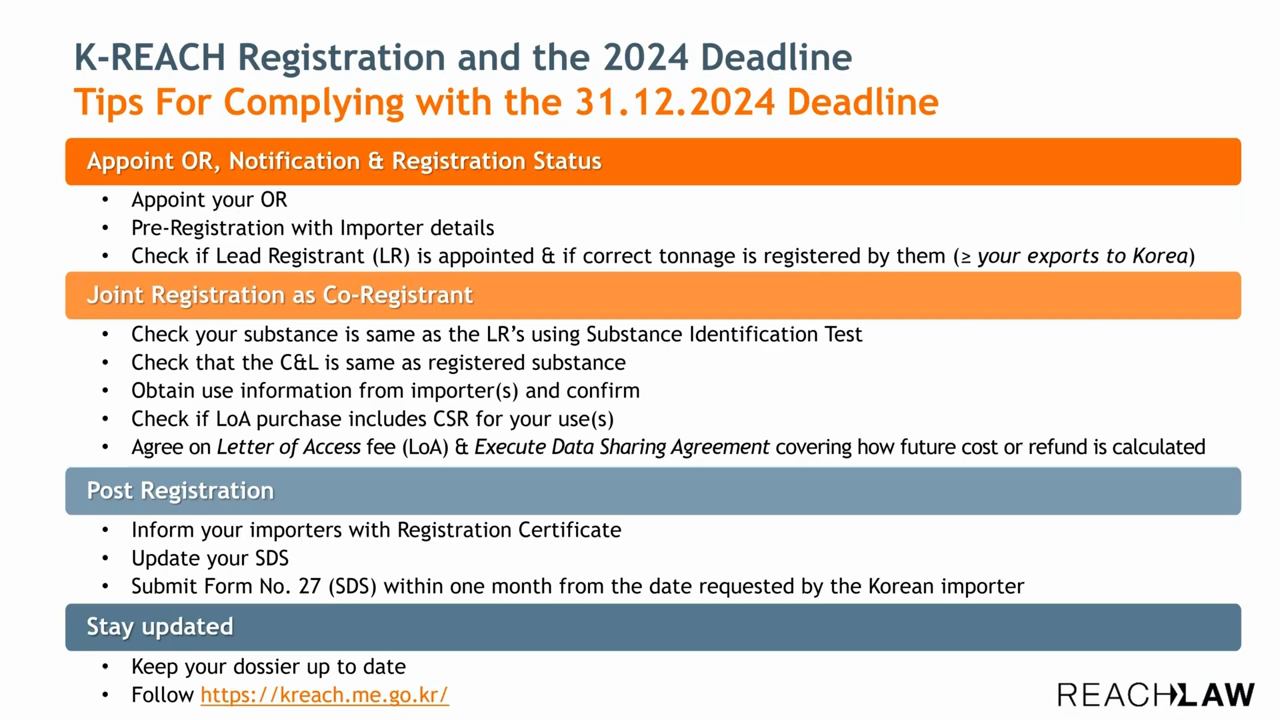 K-REACH Registration and the 2024 Deadline
Tips For Complying with the 31.12.2024 Deadline
Appoint OR, Notification & Registration Status
• Appoint your OR
• Pre-Registration with Importer details
• Check if Lead Registrant (LR) is appointed & if correct tonnage is registered by them (≥ your exports to Korea)
Joint Registration as Co-Registrant
• Check your substance is same as the LR’s using Substance Identification Test
• Check that the C&L is same as registered substance
• Obtain use information from importer(s) and confirm
• Check if LoA purchase includes CSR for your use(s)
• Agree on Letter of Access fee (LoA) & Execute Data Sharing Agreement covering how future cost or refund is calculated
Post Registration
• Inform your importers with Registration Certificate
• Update your SDS
• Submit Form No. 27 (SDS) within one month from the date requested by the Korean importer
Stay updated
• Keep your dossier up to date
• Follow https://kreach.me.go.kr/
REACHLAW